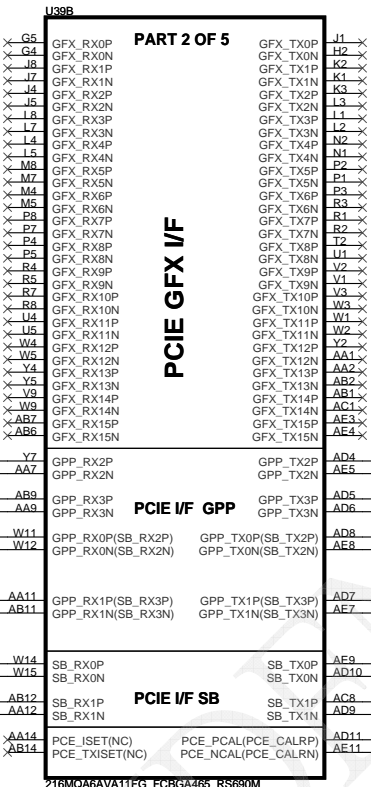 U39B
PART 2 OF 5
G5 GFX_RX0P GFX_TX0P J1
G4 GFX_RX0N GFX_TX0N H2
J8 GFX_RX1P GFX_TX1P K2
J7 GFX_RX1N GFX_TX1N K1
J4 GFX_RX2P GFX_TX2P K3
J5 GFX_RX2N GFX_TX2N L3
L8 GFX_RX3P GFX_TX3P L1
L7 GFX_RX3N GFX_TX3N L2
L4 GFX_RX4P GFX_TX4P N2
L5 GFX_RX4N GFX_TX4N N1
M8 GFX_RX5P GFX_TX5P P2
M7 GFX_RX5N GFX_TX5N P1
M4 GFX_RX6P GFX_TX6P P3
M5 GFX_RX6N GFX_TX6N R3
P8 GFX_RX7P GFX_TX7P R1
P7 GFX_RX7N GFX_TX7N R2
P4 GFX_RX8P GFX_TX8P T2
P5 GFX_RX8N GFX_TX8N U1
R4 GFX_RX9P GFX_TX9P V2
R5 GFX_RX9N GFX_TX9N V1
R7 GFX_RX10P GFX_TX10P V3
R8 GFX_RX10N GFX_TX10N W3
U4 GFX_RX11P GFX_TX11P W1
U5 GFX_RX11N GFX_TX11N W2
W4 GFX_RX12P GFX_TX12P Y2
W5 GFX_RX12N GFX_TX12N AA1
Y4 GFX_RX13P GFX_TX13P AA2
Y5 GFX_RX13N GFX_TX13N AB2
V9 GFX_RX14P GFX_TX14P AB1
W9 GFX_RX14N GFX_TX14N AC1
AB7 GFX_RX15P GFX_TX15P AE3
AB6 GFX_RX15N GFX_TX15N AE4
PCIE GFX I/F
Y7 GPP_RX2P GPP_TX2P AD4
AA7 GPP_RX2N GPP_TX2N AE5
AB9 GPP_RX3P GPP_TX3P AD5
AA9 GPP_RX3N GPP_TX3N AD6
PCIE I/F GPP
W11 GPP_RX0P(SB_RX2P) GPP_TX0P(SB_TX2P) AD8
W12 GPP_RX0N(SB_RX2N) GPP_TX0N(SB_TX2N) AE8
AA11 GPP_RX1P(SB_RX3P) GPP_TX1P(SB_TX3P) AD7
AB11 GPP_RX1N(SB_RX3N) GPP_TX1N(SB_TX3N) AE7
W14 SB_RX0P SB_TX0P AE9
W15 SB_RX0N SB_TX0N AD10
AB12 SB_RX1P SB_TX1P AC8
AA12 SB_RX1N SB_TX1N AD9
PCIE I/F SB
AA14 PCE_ISET(NC) PCE_PCAL(PCE_CALRP) AD11
AB14 PCE_TXISET(NC) PCE_NCAL(PCE_CALRN) AE11
216MQA6AVA11FG_FCBGA465_RS690M